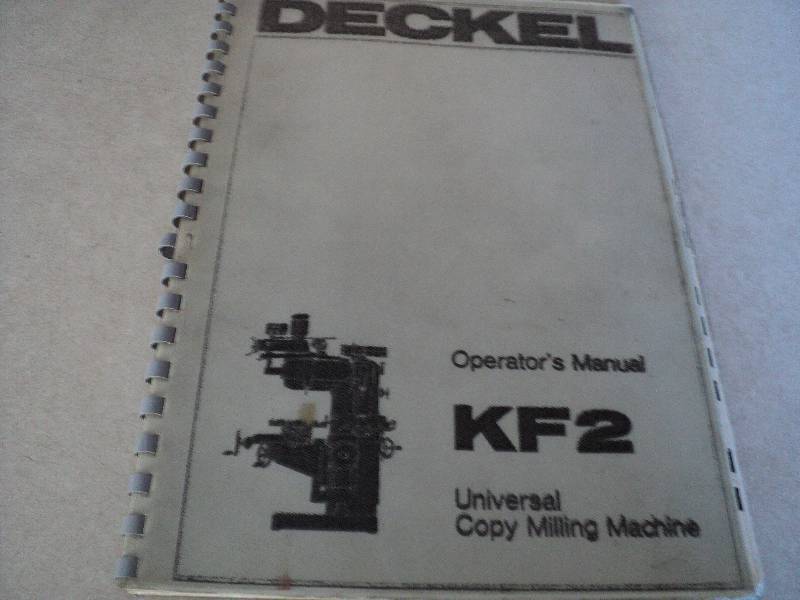 DECKEL
Operator's Manual
KF2
Universal
Copy Milling Machine